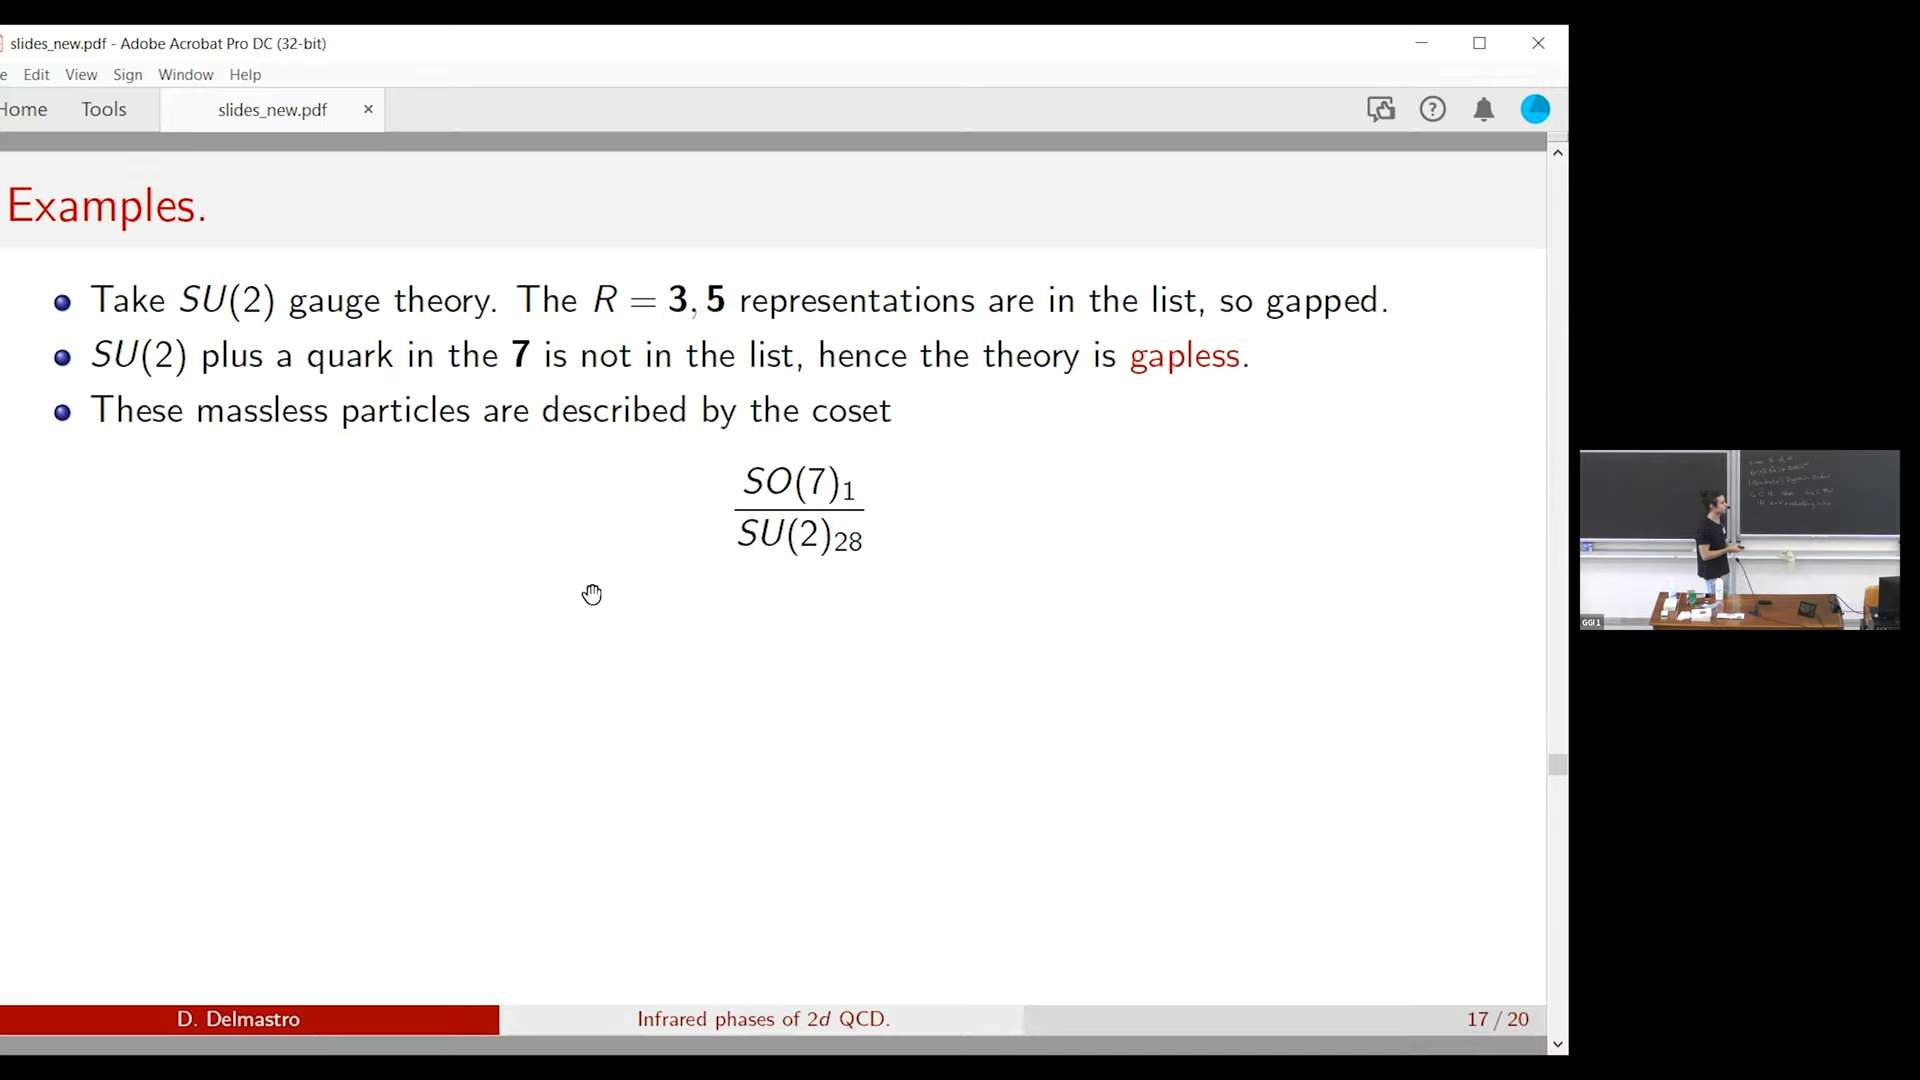 slides_new.pdf - Adobe Acrobat Pro DC (32-bit)
e Edit View Sign Window Help
Home Tools slides_new.pdf ×
Examples.
Take SU(2) gauge theory. The R = 3, 5 representations are in the list, so gapped.
SU(2) plus a quark in the 7 is not in the list, hence the theory is gapless.
These massless particles are described by the coset
SO(7)₁
SU(2)₂₈
GGI 1
D. Delmastro Infrared phases of 2d QCD. 17 / 20